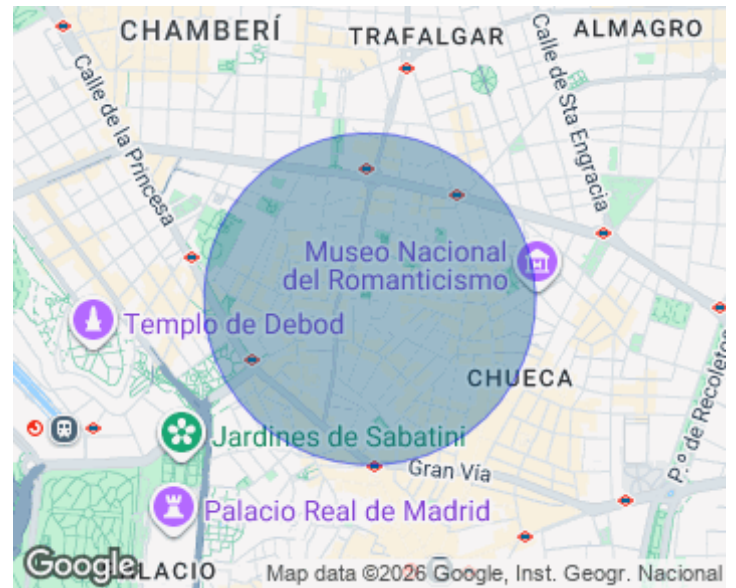 CHAMBERÍ
TRAFALGAR
ALMAGRO
Calle de la Princesa
Calle de Sta Engracia
Museo Nacional
del Romanticismo
Templo de Debod
CHUECA
P.º de Recoletos
Jardines de Sabatini
Gran Vía
Palacio Real de Madrid
Google
LACIO
Map data ©2026 Google, Inst. Geogr. Nacional